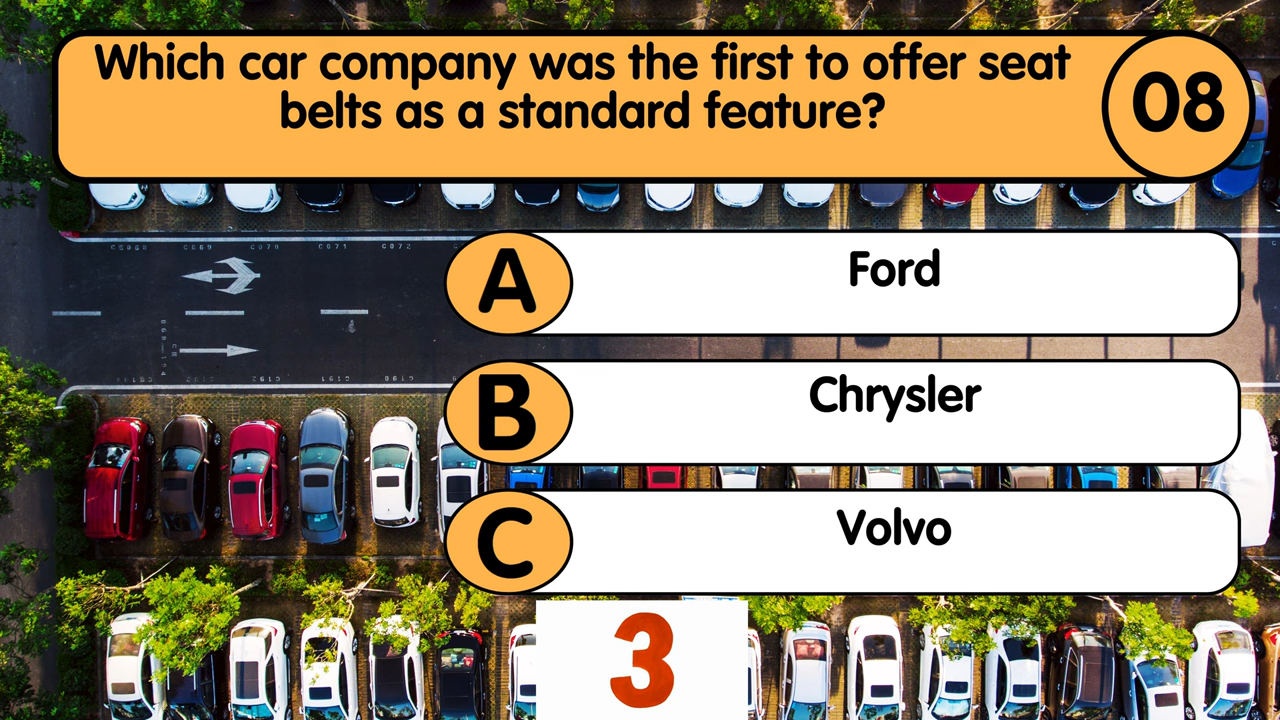 Which car company was the first to offer seat
belts as a standard feature?
08
A
Ford
B
Chrysler
C
Volvo
3